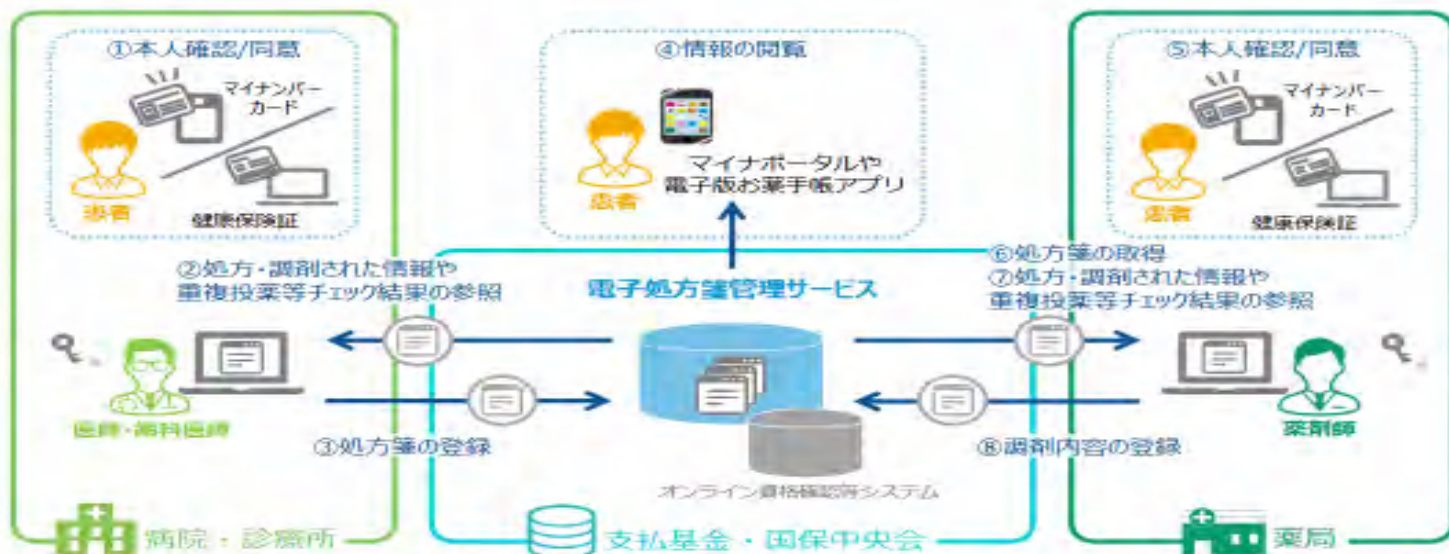 ①本人確認/同意
マイナンバー
カード
患者
健康保険証
②処方・調剤された情報や
重複投薬等チェック結果の参照
医師・歯科医師
③処方箋の登録
病院・診療所
④情報の閲覧
患者
マイナポータルや
電子版お薬手帳アプリ
電子処方箋管理サービス
オンライン資格確認等システム
支払基金・国保中央会
⑤本人確認/同意
マイナンバー
カード
患者
健康保険証
⑥処方箋の取得
⑦処方・調剤された情報や
重複投薬等チェック結果の参照
薬剤師
⑧調剤内容の登録
薬局